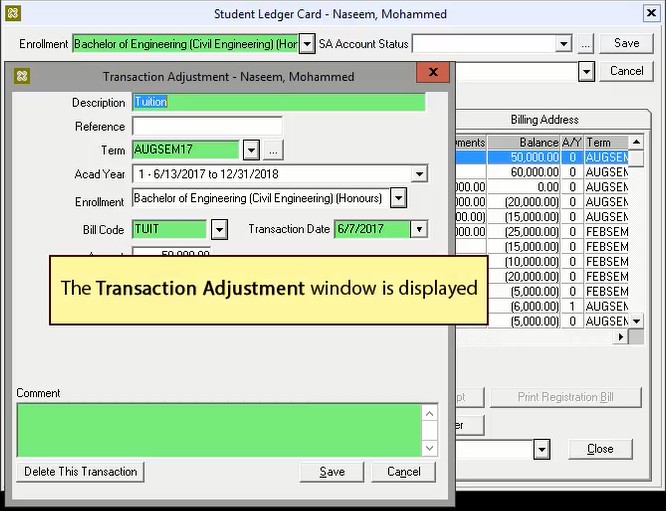 Student Ledger Card - Naseem, Mohammed
Enrollment Bachelor of Engineering (Civil Engineering) (Hon SA Account Status ... Save
Cancel
Transaction Adjustment - Naseem, Mohammed
Description Tuition
Reference
Term AUGSEM17 ...
Acad Year 1 - 6/13/2017 to 12/31/2018
Enrollment Bachelor of Engineering (Civil Engineering) (Honours)
Bill Code TUIT Transaction Date 6/7/2017
The Transaction Adjustment window is displayed
Comment
Delete This Transaction Save Cancel
Billing Address
Balance A/Y Term
50,000.00 0 AUGSEM
60,000.00 0 AUGSEM
000.00 0.00 0 AUGSEM
000.00 (20,000.00) 0 AUGSEM
00.00) (15,000.00) 0 AUGSEM
000.00 (25,000.00) 0 FEBSEM
(15,000.00) 0 FEBSEM
(10,000.00) 0 FEBSEM
(20,000.00) 0 FEBSEM
(5,000.00) 0 FEBSEM
(6,000.00) 1 AUGSEM
(5,000.00) 0 AUGSEM
Print Registration Bill
Close